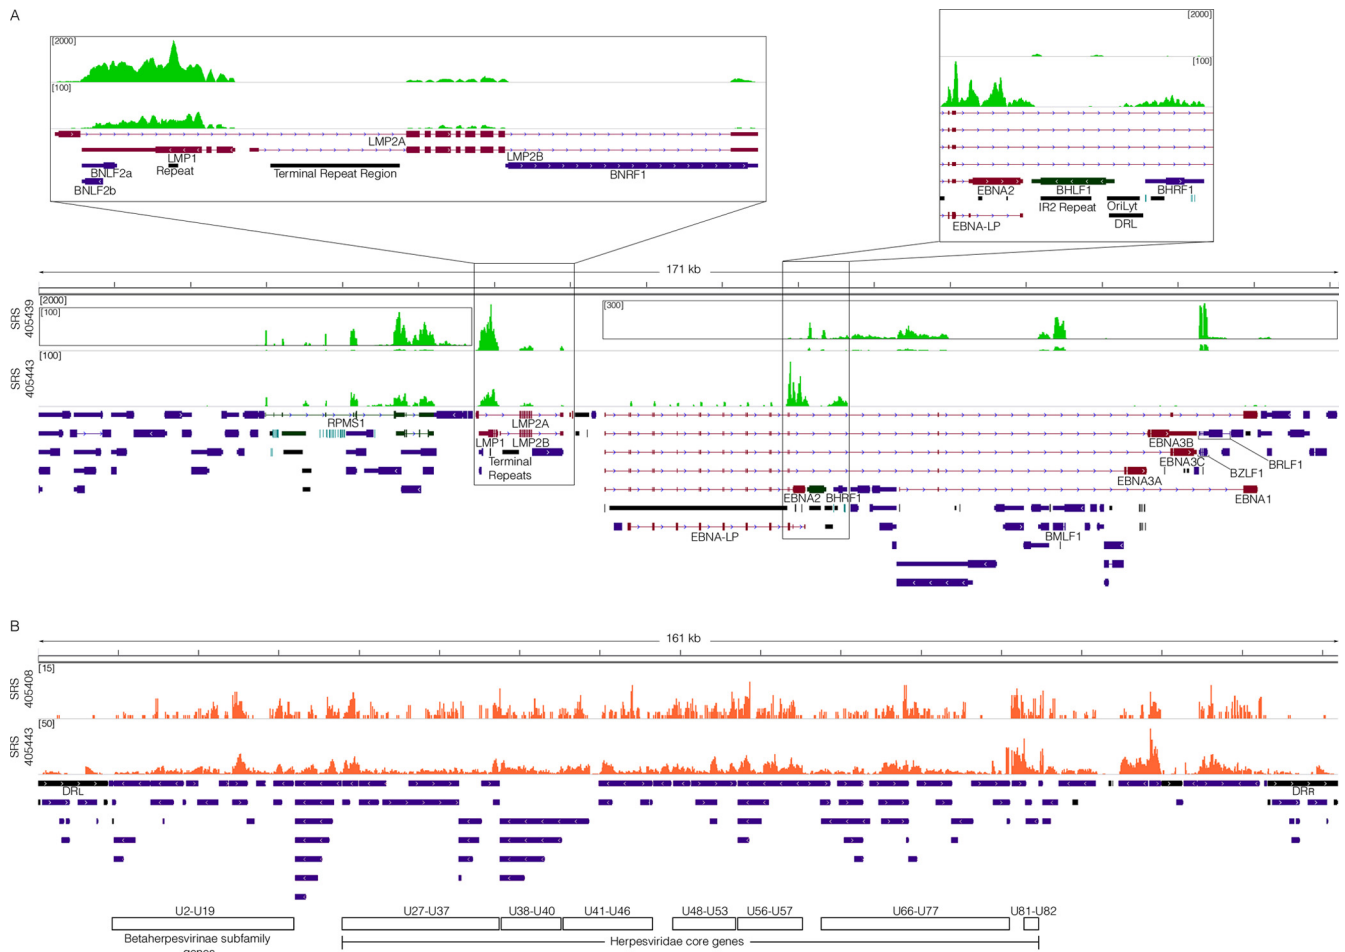 A
[2000]
[100]
LMP2A
LMP1
LMP2B
BNLF2a
Repeat
Terminal Repeat Region
BNRF1
BNLF2b
[2000]
[100]
EBNA2
BHLF1
BHRF1
IR2 Repeat
OriLyt
EBNA-LP
DRL
171 kb
SRS
405439
[2000]
[100]
[300]
SRS
405443
[100]
RPMS1
LMP2A
LMP1
LMP2B
Terminal
Repeats
EBNA3B
EBNA3C
BRLF1
BZLF1
EBNA3A
EBNA2
BHRF1
EBNA1
EBNA-LP
BMLF1
B
161 kb
SRS
405408
[15]
SRS
405443
[50]
DRL
DRR
U2-U19
U27-U37
U38-U40
U41-U46
U48-U53
U56-U57
U66-U77
U81-U82
Betaherpesvirinae subfamily
genes
Herpesviridae core genes